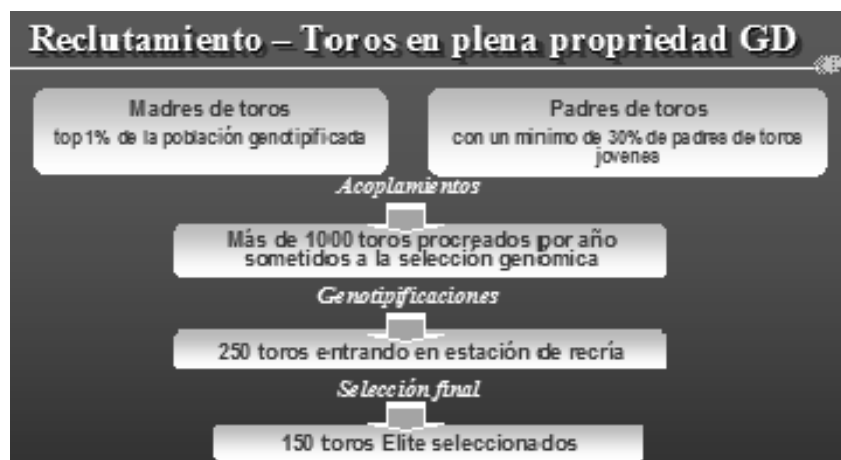 Reclutamiento – Toros en plena propriedad GD
Madres de toros
top 1% de la población genotipificada
Padres de toros
con un minimo de 30% de padres de toros
jovenes
Acoplamientos
Más de 1000 toros procreados por año
sometidos a la selección genómica
Genotipificaciones
250 toros entrando en estación de recría
Selección final
150 toros Elite seleccionados